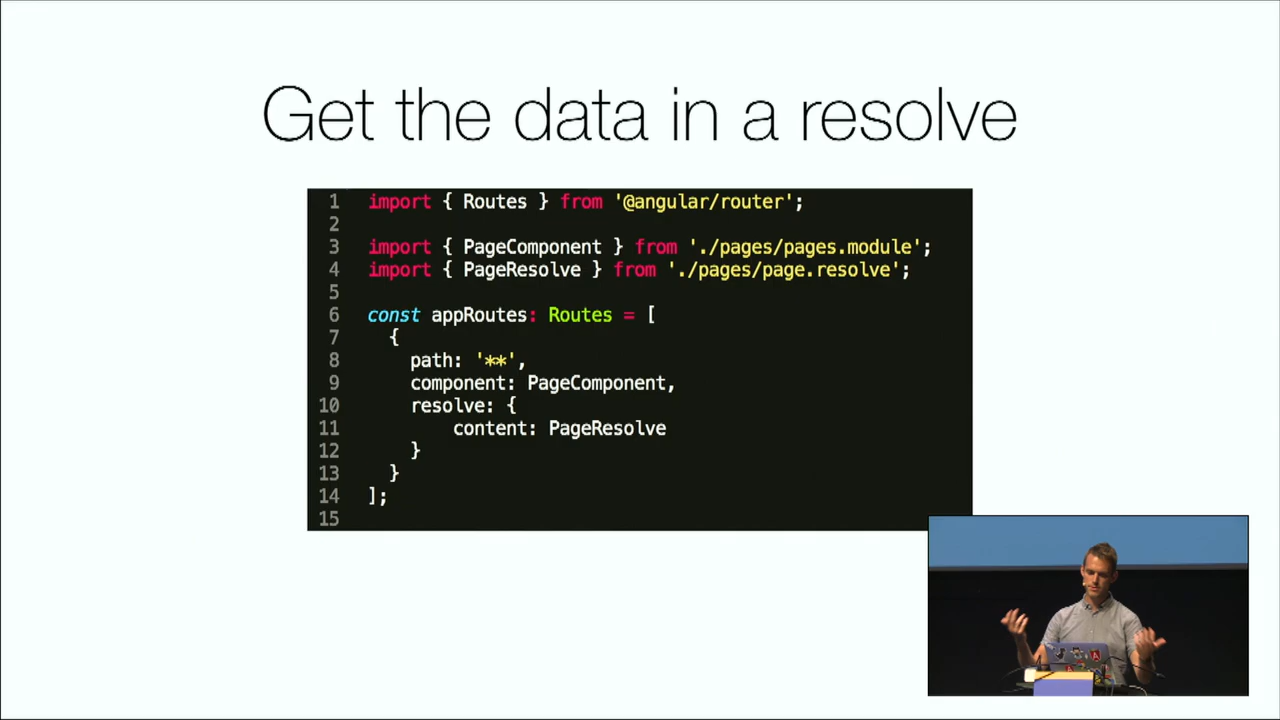 Get the data in a resolve
1 import { Routes } from '@angular/router';
2
3 import { PageComponent } from './pages/pages.module';
4 import { PageResolve } from './pages/page.resolve';
5
6 const appRoutes: Routes = [
7 {
8 path: '**',
9 component: PageComponent,
10 resolve: {
11 content: PageResolve
12 }
13 }
14 ];
15